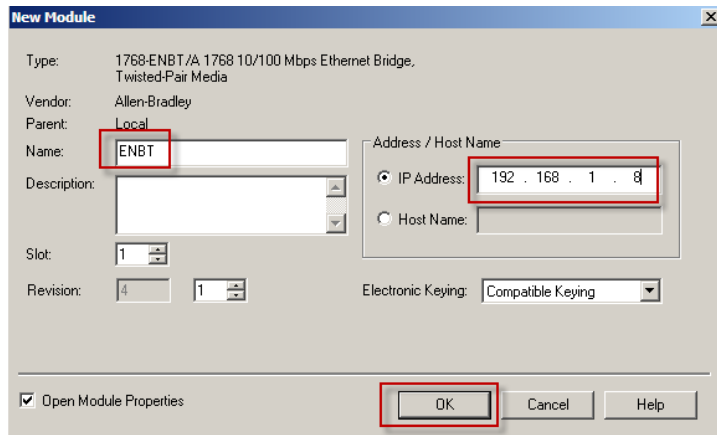 New Module
Type: 1768-ENBT/A 1768 10/100 Mbps Ethernet Bridge,
Twisted-Pair Media
Vendor: Allen-Bradley
Parent: Local
Name: ENBT
Address / Host Name
IP Address: 192 . 168 . 1 . 8
Description:
Host Name:
Slot: 1
Revision: 4 1
Electronic Keying: Compatible Keying
Open Module Properties
OK Cancel Help